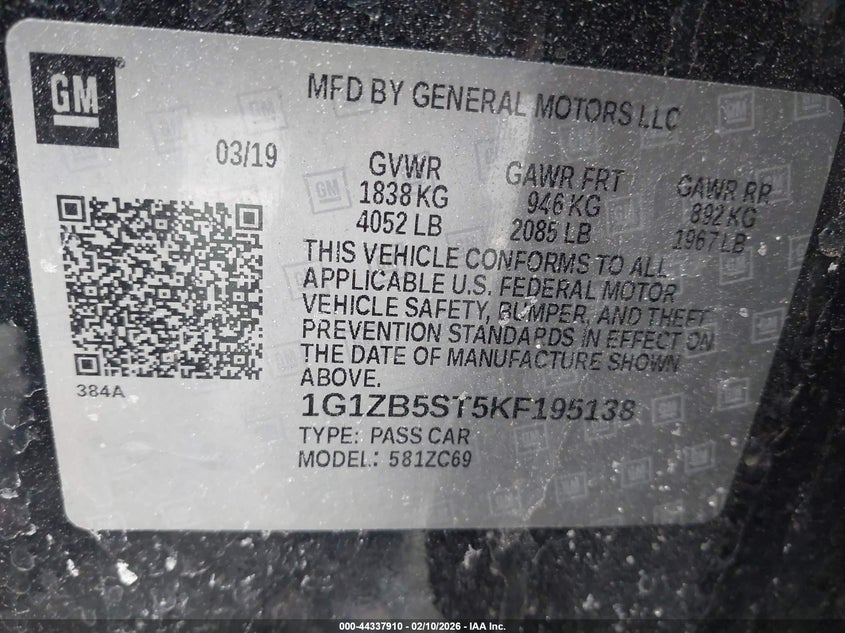 GM
MFD BY GENERAL MOTORS LLC
03/19
GVWR
1838 KG
4052 LB
GAWR FRT
946 KG
2085 LB
GAWR RR
892 KG
1967 LB
THIS VEHICLE CONFORMS TO ALL
APPLICABLE U.S. FEDERAL MOTOR
VEHICLE SAFETY, BUMPER, AND THEFT
PREVENTION STANDARDS IN EFFECT ON
THE DATE OF MANUFACTURE SHOWN
ABOVE.
384A
1G1ZB5ST5KF195138
TYPE: PASS CAR
MODEL: 581ZC69
000-44337910 - 02/10/2026 - IAA Inc.